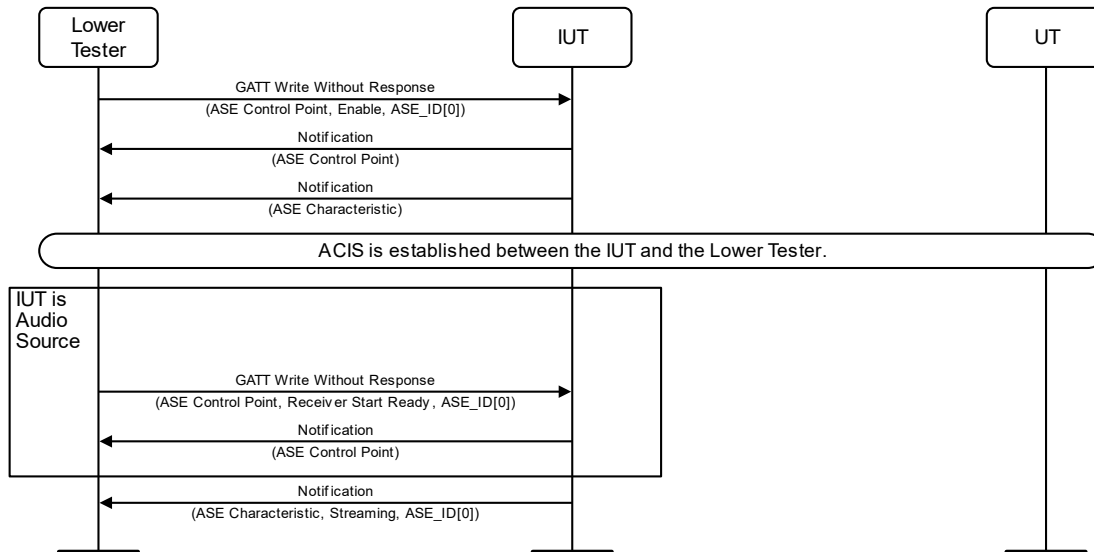 Lower
Tester
IUT
UT
GATT Write Without Response
(ASE Control Point, Enable, ASE_ID[0])
Notification
(ASE Control Point)
Notification
(ASE Characteristic)
ACIS is established between the IUT and the Lower Tester.
IUT is
Audio
Source
GATT Write Without Response
(ASE Control Point, Receiver Start Ready, ASE_ID[0])
Notification
(ASE Control Point)
Notification
(ASE Characteristic, Streaming, ASE_ID[0])